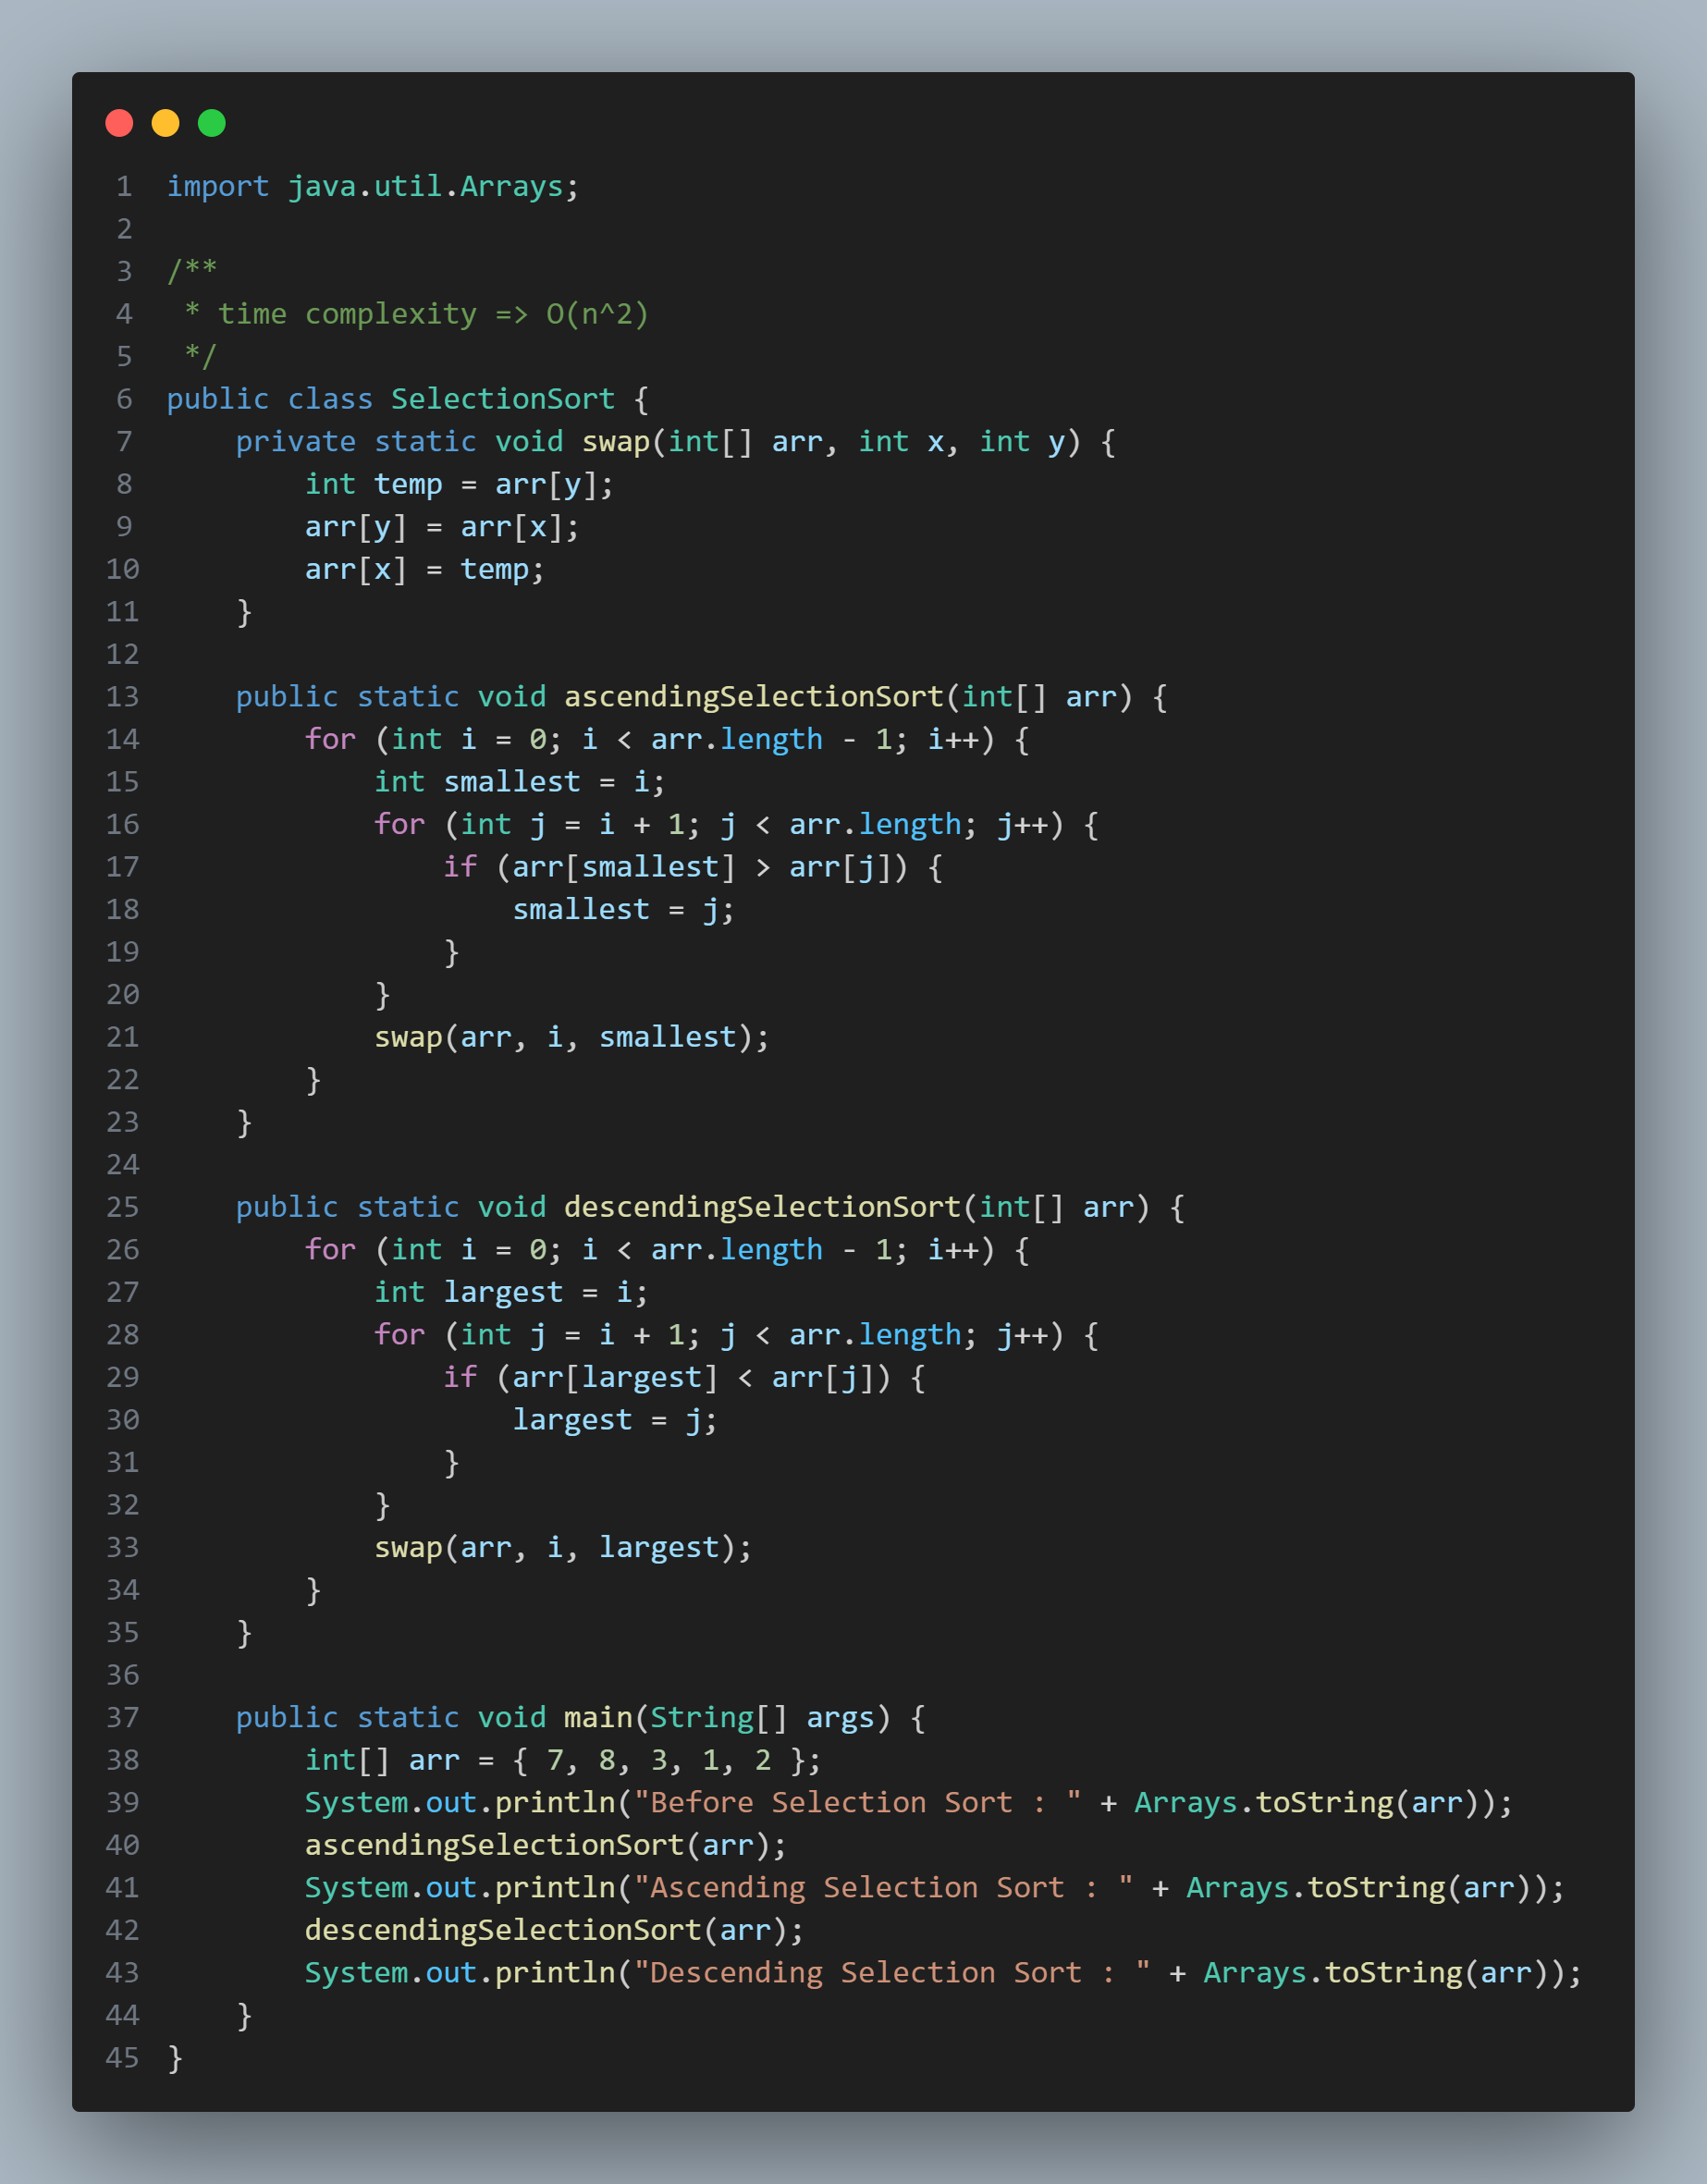 1 import java.util.Arrays;
2
3 /**
4  * time complexity => O(n^2)
5  */
6 public class SelectionSort {
7     private static void swap(int[] arr, int x, int y) {
8         int temp = arr[y];
9         arr[y] = arr[x];
10         arr[x] = temp;
11     }
12
13     public static void ascendingSelectionSort(int[] arr) {
14         for (int i = 0; i < arr.length - 1; i++) {
15             int smallest = i;
16             for (int j = i + 1; j < arr.length; j++) {
17                 if (arr[smallest] > arr[j]) {
18                     smallest = j;
19                 }
20             }
21             swap(arr, i, smallest);
22         }
23     }
24
25     public static void descendingSelectionSort(int[] arr) {
26         for (int i = 0; i < arr.length - 1; i++) {
27             int largest = i;
28             for (int j = i + 1; j < arr.length; j++) {
29                 if (arr[largest] < arr[j]) {
30                     largest = j;
31                 }
32             }
33             swap(arr, i, largest);
34         }
35     }
36
37     public static void main(String[] args) {
38         int[] arr = { 7, 8, 3, 1, 2 };
39         System.out.println("Before Selection Sort : " + Arrays.toString(arr));
40         ascendingSelectionSort(arr);
41         System.out.println("Ascending Selection Sort : " + Arrays.toString(arr));
42         descendingSelectionSort(arr);
43         System.out.println("Descending Selection Sort : " + Arrays.toString(arr));
44     }
45 }